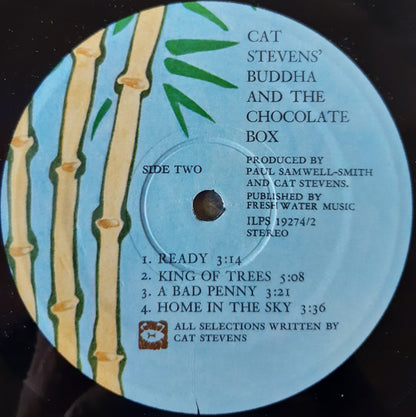 CAT
STEVENS'
BUDDHA
AND THE
CHOCOLATE
BOX
SIDE TWO
PRODUCED BY
PAUL SAMWELL-SMITH
AND CAT STEVENS.
PUBLISHED BY
FRESH WATER MUSIC
ILPS 19274/2
STEREO
1. READY 3:14
2. KING OF TREES 5:08
3. A BAD PENNY 3:21
4. HOME IN THE SKY 3:36
ALL SELECTIONS WRITTEN BY
CAT STEVENS